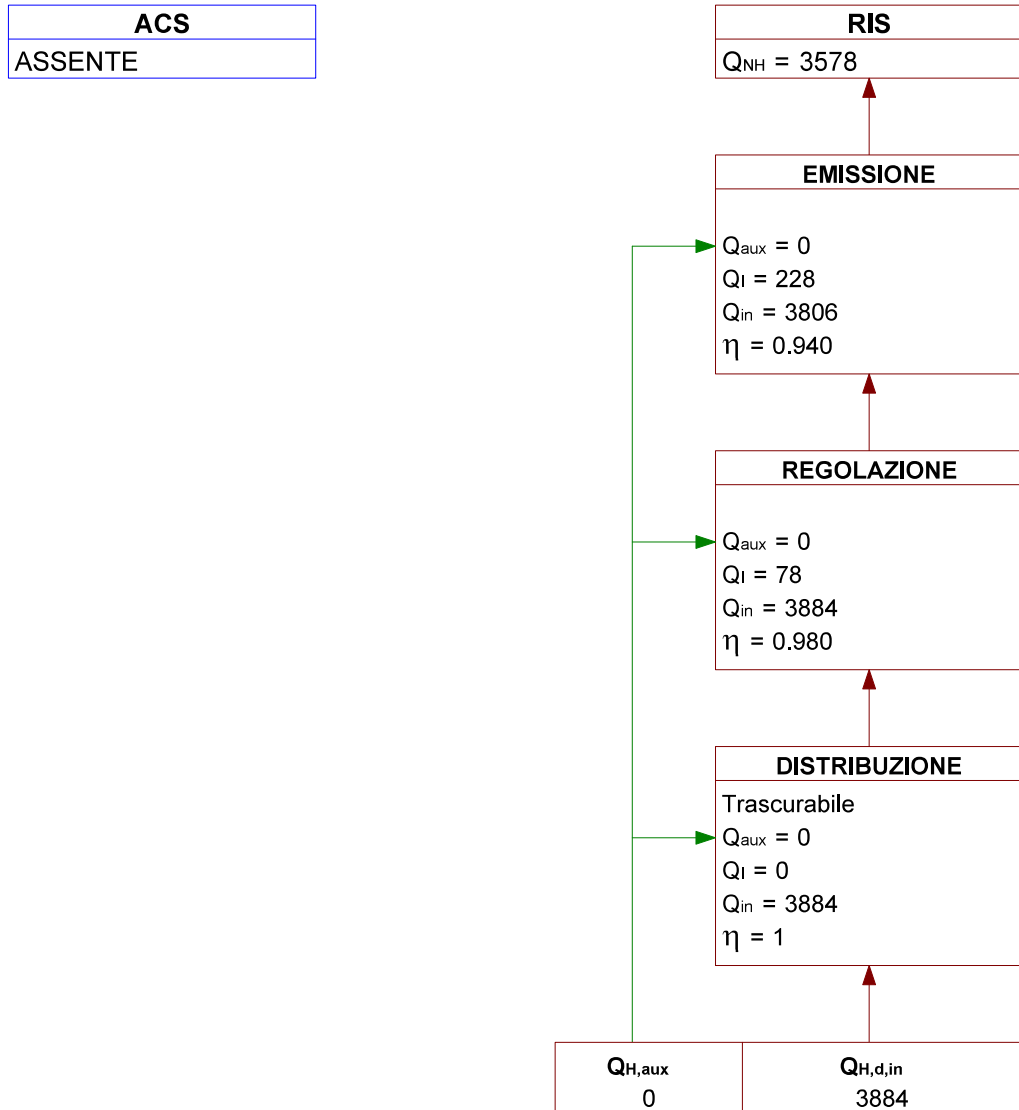 ACS
ASSENTE
RIS
QNH = 3578
EMISSIONE
Qaux = 0
Ql = 228
Qin = 3806
η = 0.940
REGOLAZIONE
Qaux = 0
Ql = 78
Qin = 3884
η = 0.980
DISTRIBUZIONE
Trascurabile
Qaux = 0
Ql = 0
Qin = 3884
η = 1
QH,aux
0
QH,d,in
3884